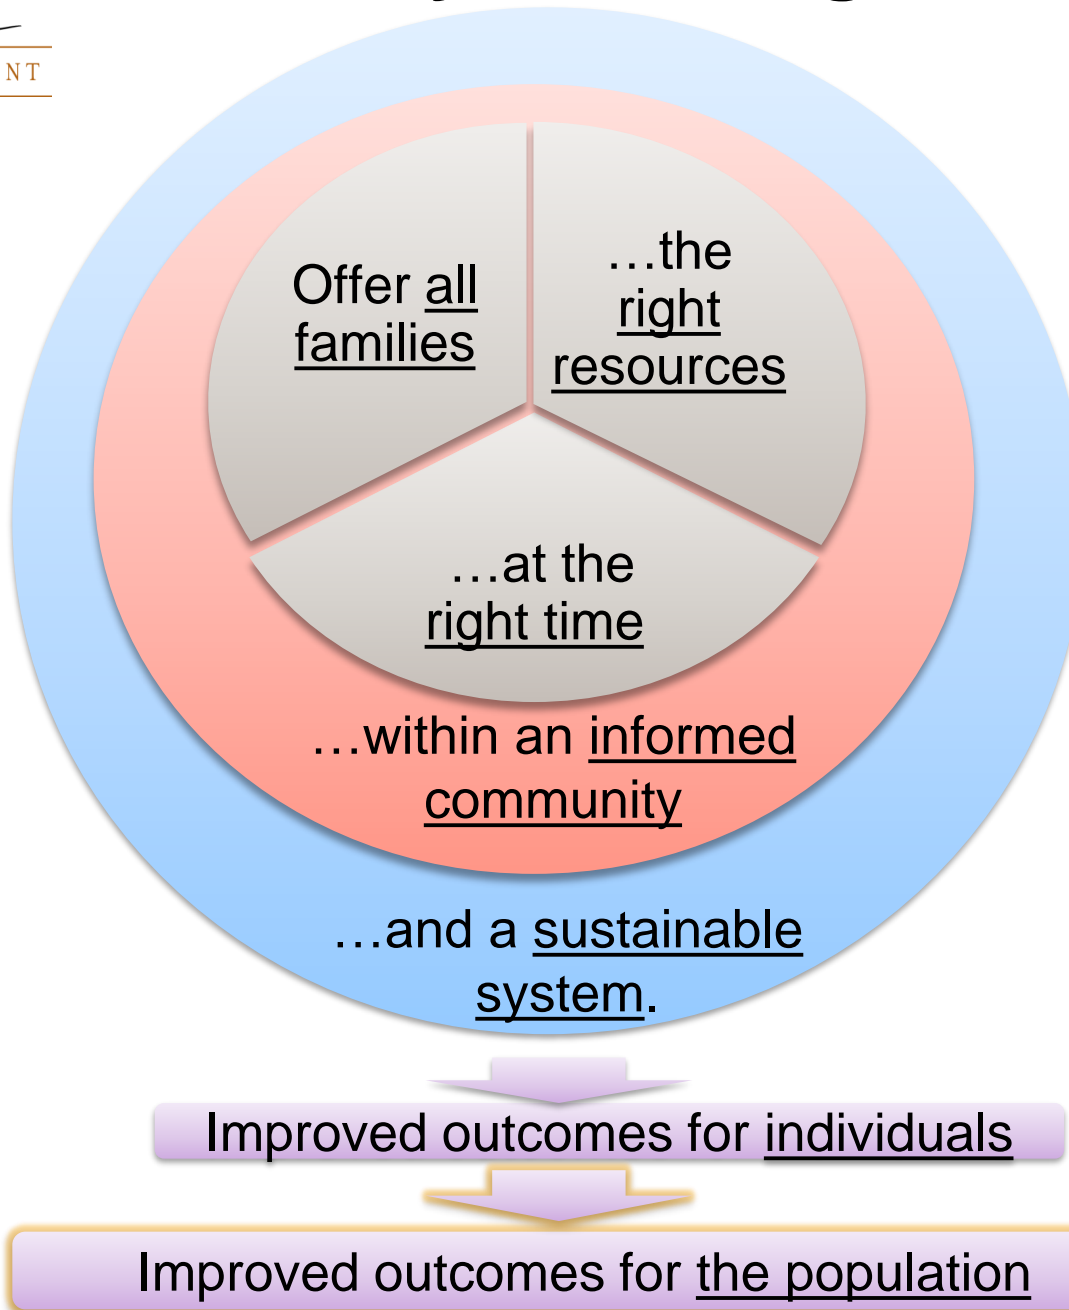 NT
Offer all
families
…the
right
resources
…at the
right time
…within an informed
community
…and a sustainable
system.
Improved outcomes for individuals
Improved outcomes for the population